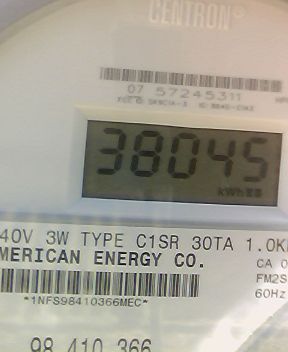 CENTRON®
07 57245311
38045
kWh
40V 3W TYPE C1SR 30TA 1.0K
MERICAN ENERGY CO.
CA 0
FM2S
*1NFS98410366MEC*
60Hz
98 410 366